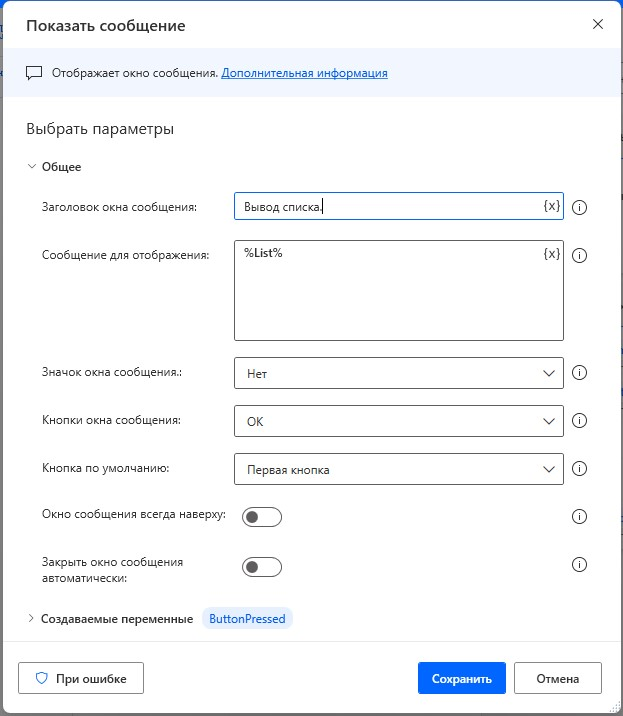 Показать сообщение
Отображает окно сообщения. Дополнительная информация
Выбрать параметры
Общее
Заголовок окна сообщения: Вывод списка. {x}
Сообщение для отображения: %List% {x}
Значок окна сообщения.: Нет
Кнопки окна сообщения: ОК
Кнопка по умолчанию: Первая кнопка
Окно сообщения всегда наверху:
Закрыть окно сообщения
автоматически:
Создаваемые переменные ButtonPressed
При ошибке Сохранить Отмена